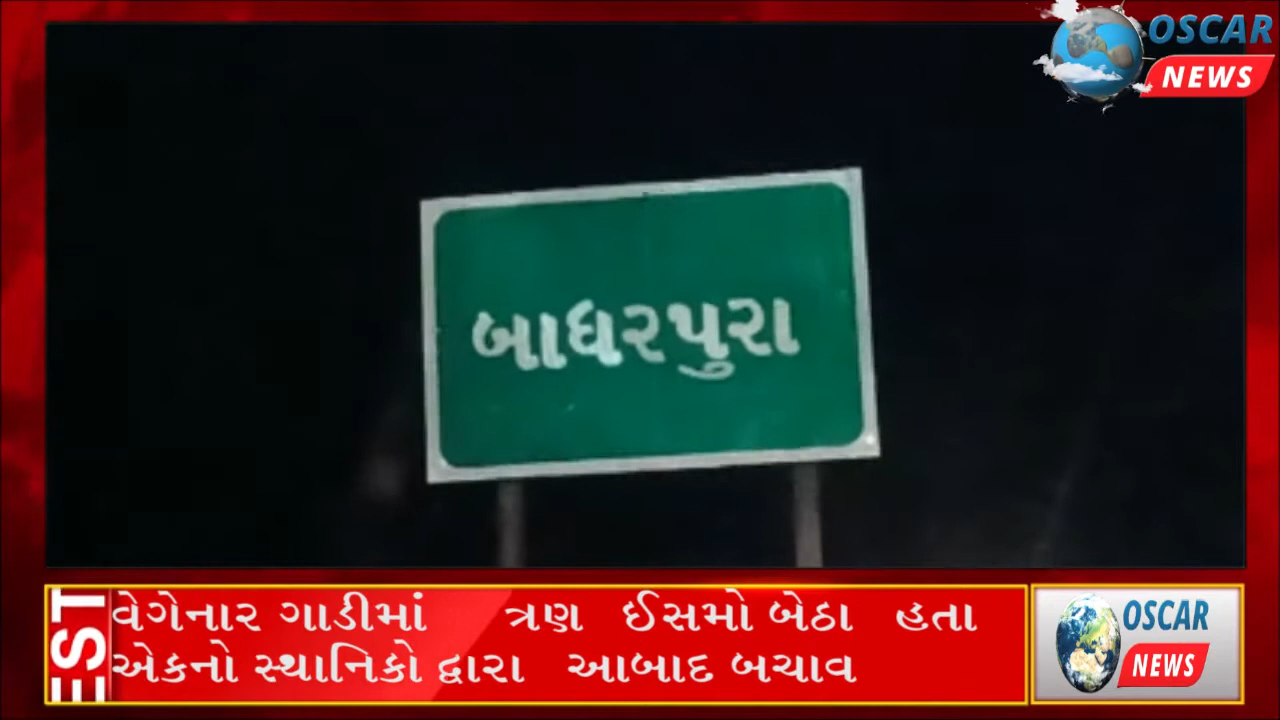 OSCAR
NEWS
બાધરપુરા
EST
વેગેનાર ગાડીમાં ત્રણ ઈસમો બેઠા હતા
એકનો સ્થાનિકો દ્વારા આબાદ બચાવ
OSCAR
NEWS